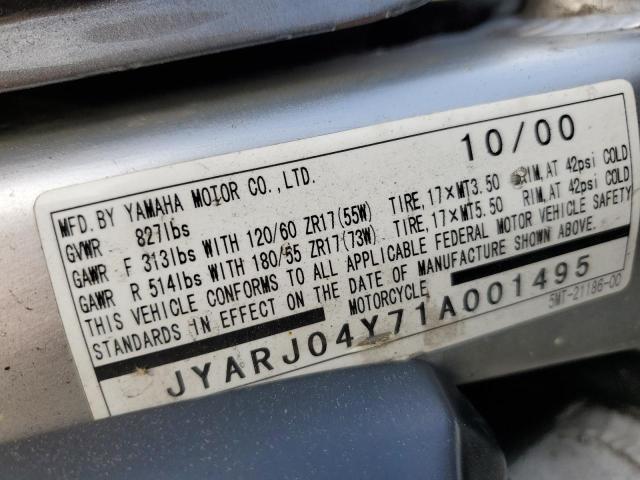 10/00
MFD. BY YAMAHA MOTOR CO., LTD.
GVWR 827lbs
GAWR F 313lbs WITH 120/60 ZR17(55W) TIRE, 17×MT3.50 RIM, AT 42psi COLD
GAWR R 514lbs WITH 180/55 ZR17(73W) TIRE, 17×MT5.50 RIM, AT 42psi COLD
THIS VEHICLE CONFORMS TO ALL APPLICABLE FEDERAL MOTOR VEHICLE SAFETY
STANDARDS IN EFFECT ON THE DATE OF MANUFACTURE SHOWN ABOVE.
MOTORCYCLE
JYARJ04Y71A001495
5MT-21186-00